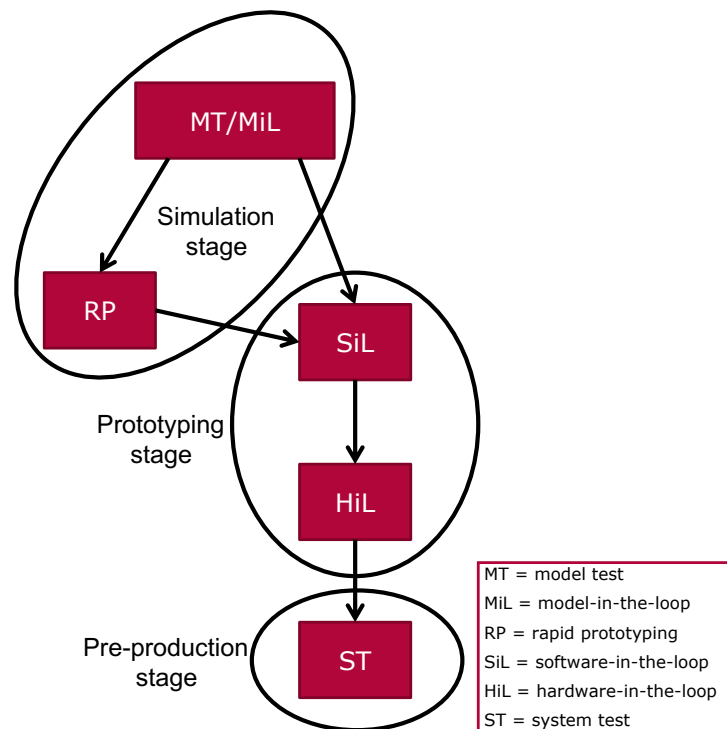 MT/MiL
Simulation
stage
RP
SiL
Prototyping
stage
HiL
Pre-production
stage
ST
MT = model test
MiL = model-in-the-loop
RP = rapid prototyping
SiL = software-in-the-loop
HiL = hardware-in-the-loop
ST = system test